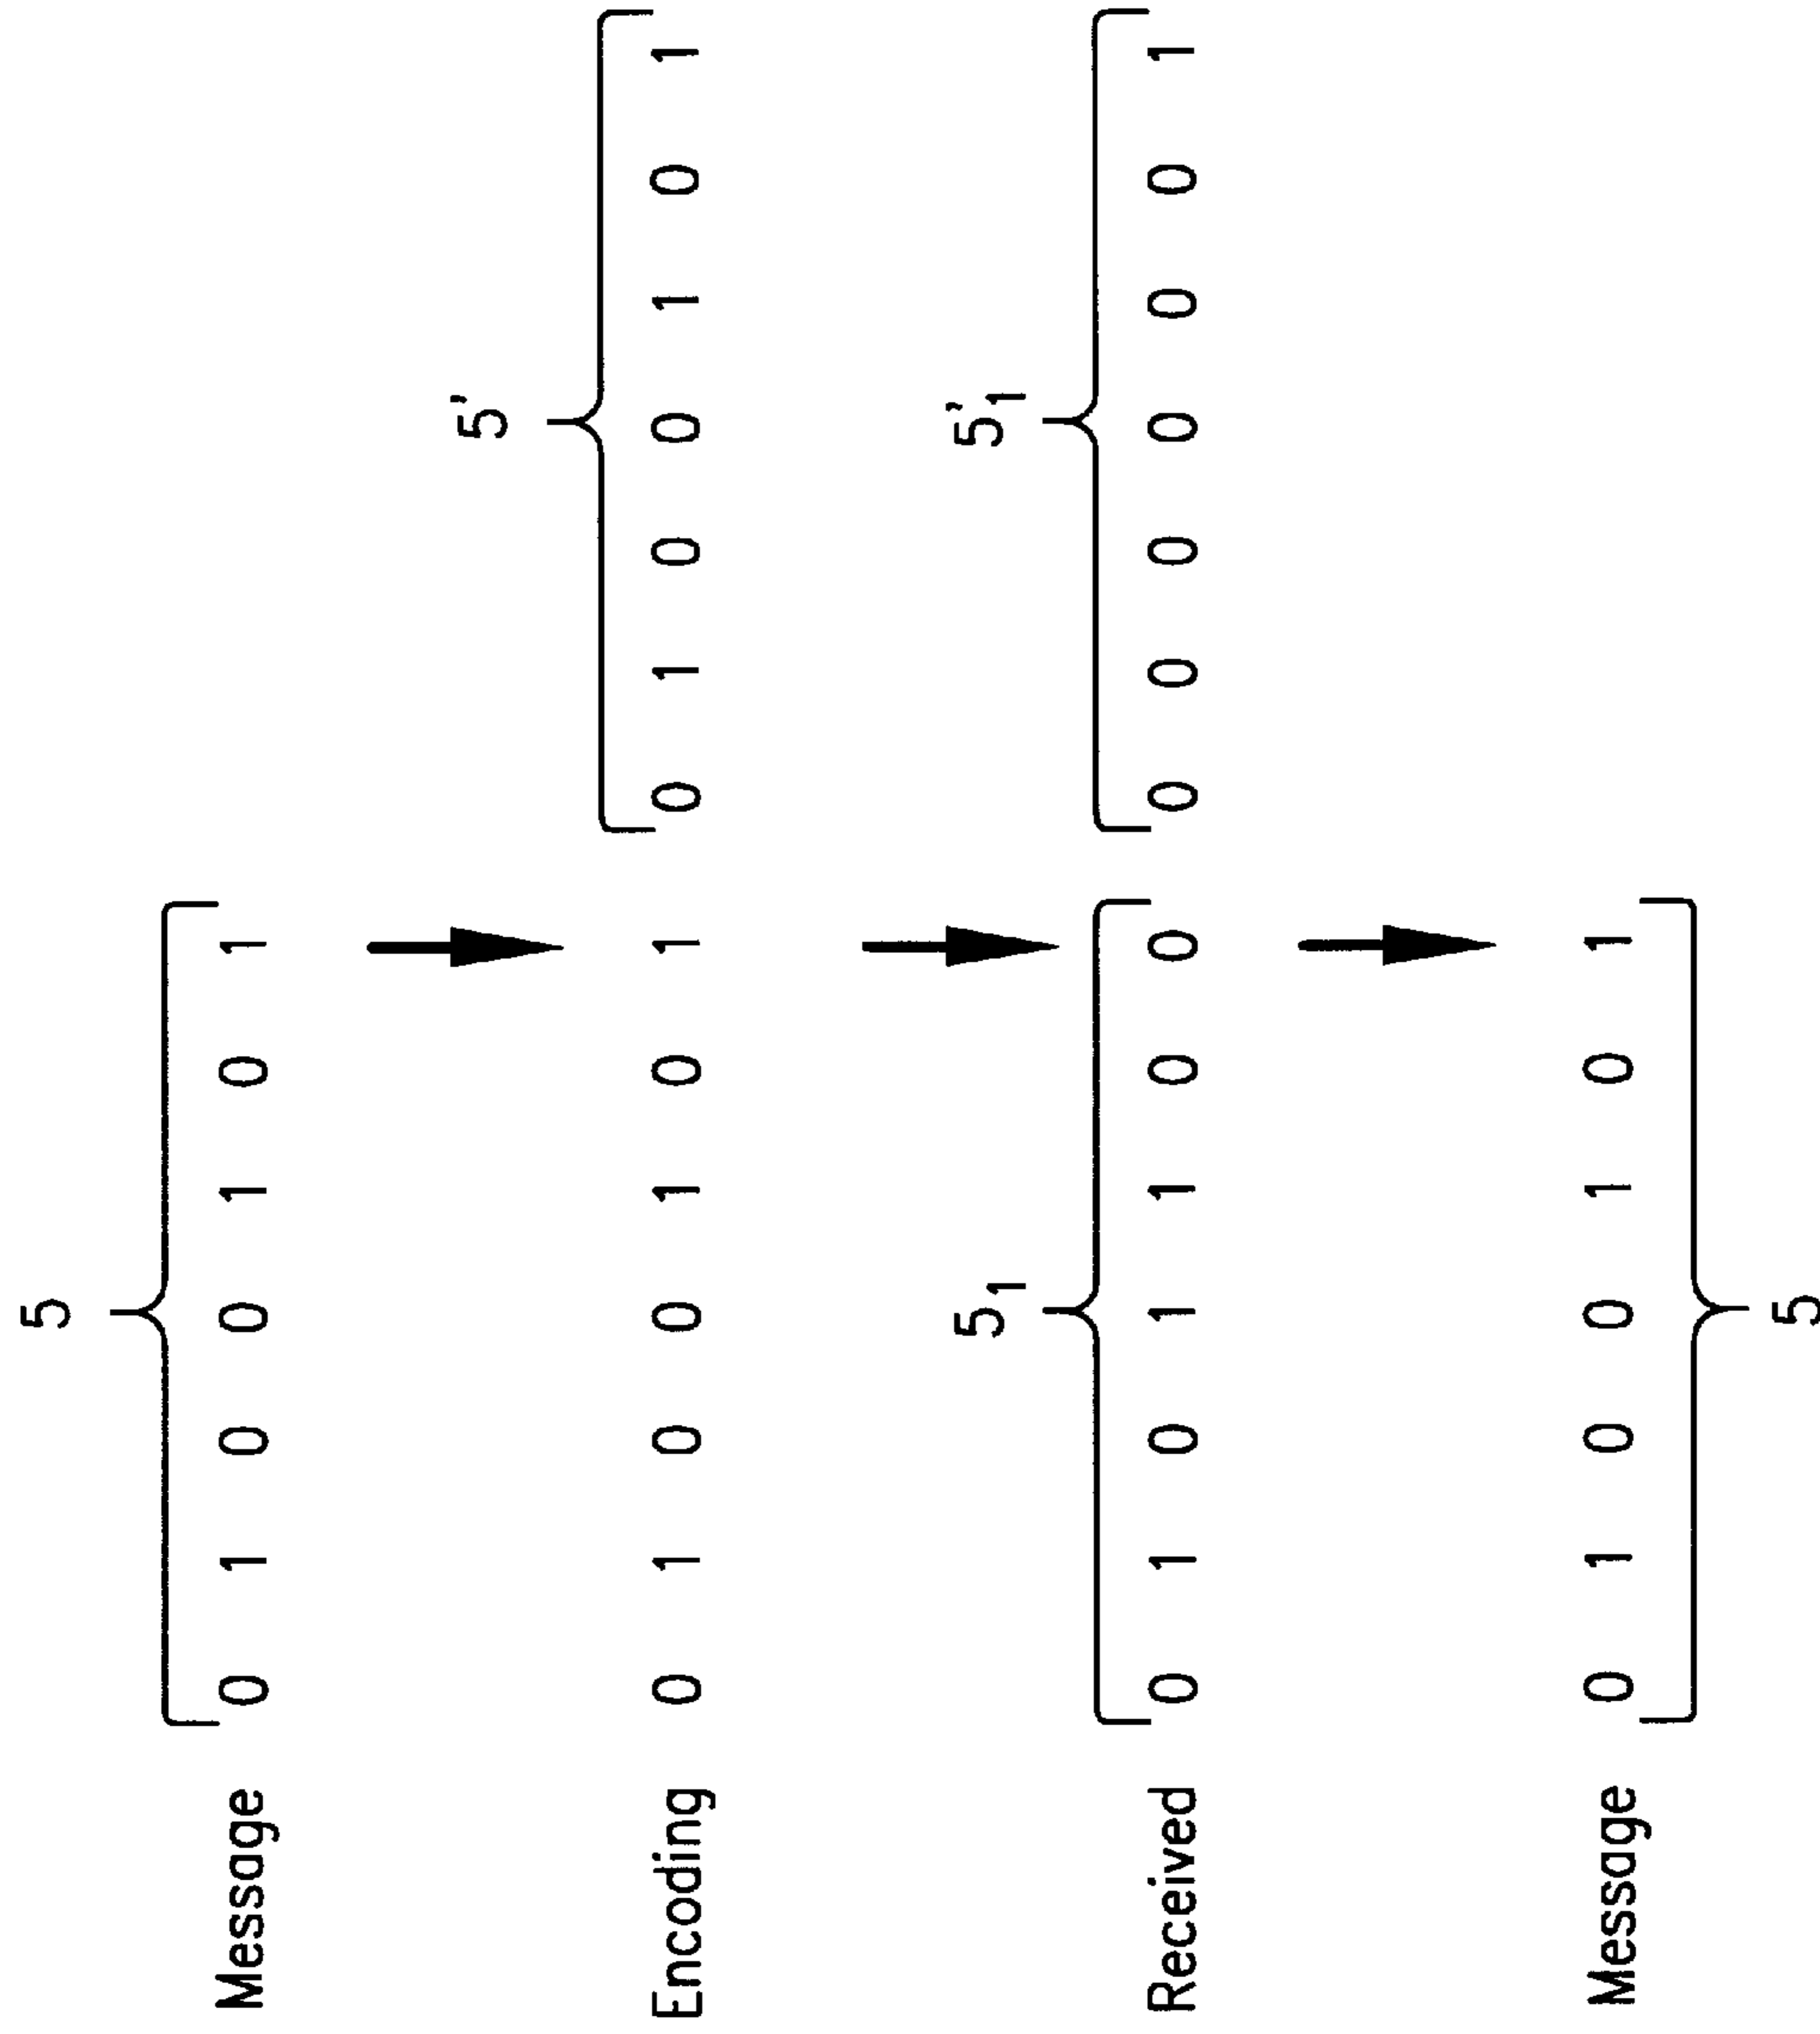 5
Message 0 1 0 0 1 0 1
5'
Encoding 0 1 0 0 1 0 1 0 1 0 0 1 0 1
5₁ 5'₁
Received 0 1 0 1 1 0 0 0 0 0 0 0 0 1
Message 0 1 0 0 1 0 1
5